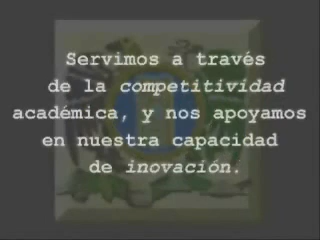 Servimos a través
de la competitividad
académica, y nos apoyamos
en nuestra capacidad
de inovación.